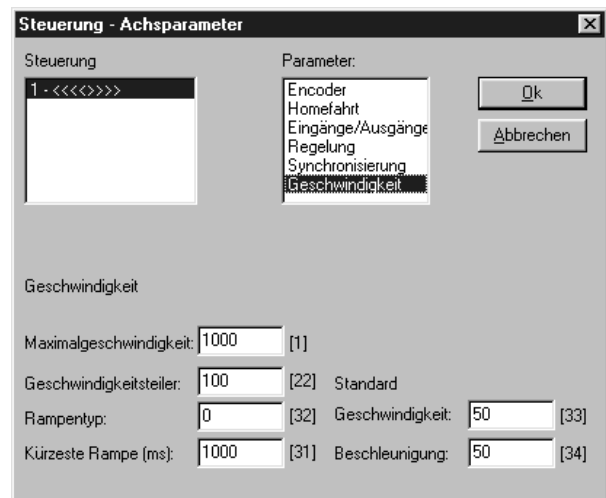 Steuerung - Achsparameter
Steuerung
Parameter:
1 - <<<<>>>>
Encoder
Homefahrt
Eingänge/Ausgänge
Regelung
Synchronisierung
Geschwindigkeit
Ok
Abbrechen
Geschwindigkeit
Maximalgeschwindigkeit: 1000 [1]
Geschwindigkeitsteiler: 100 [22] Standard
Rampentyp: 0 [32] Geschwindigkeit: 50 [33]
Kürzeste Rampe (ms): 1000 [31] Beschleunigung: 50 [34]